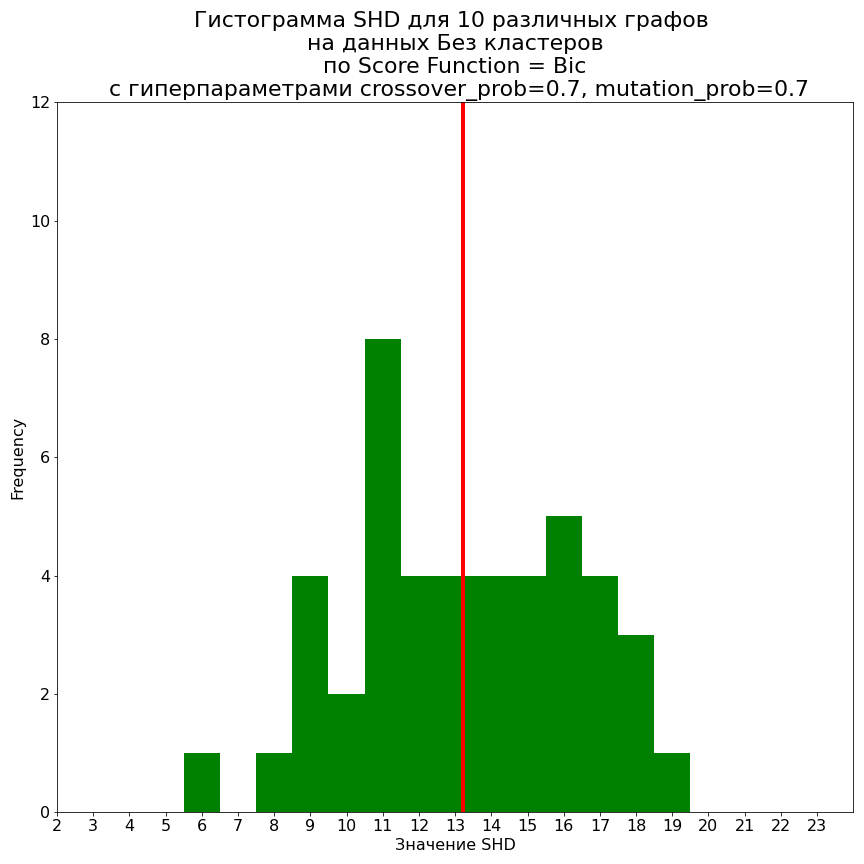 Гистограмма SHD для 10 различных графов
на данных Без кластеров
по Score Function = Bic
с гиперпараметрами crossover_prob=0.7, mutation_prob=0.7
12
10
8
6
4
2
0
Frequency
2 3 4 5 6 7 8 9 10 11 12 13 14 15 16 17 18 19 20 21 22 23
Значение SHD